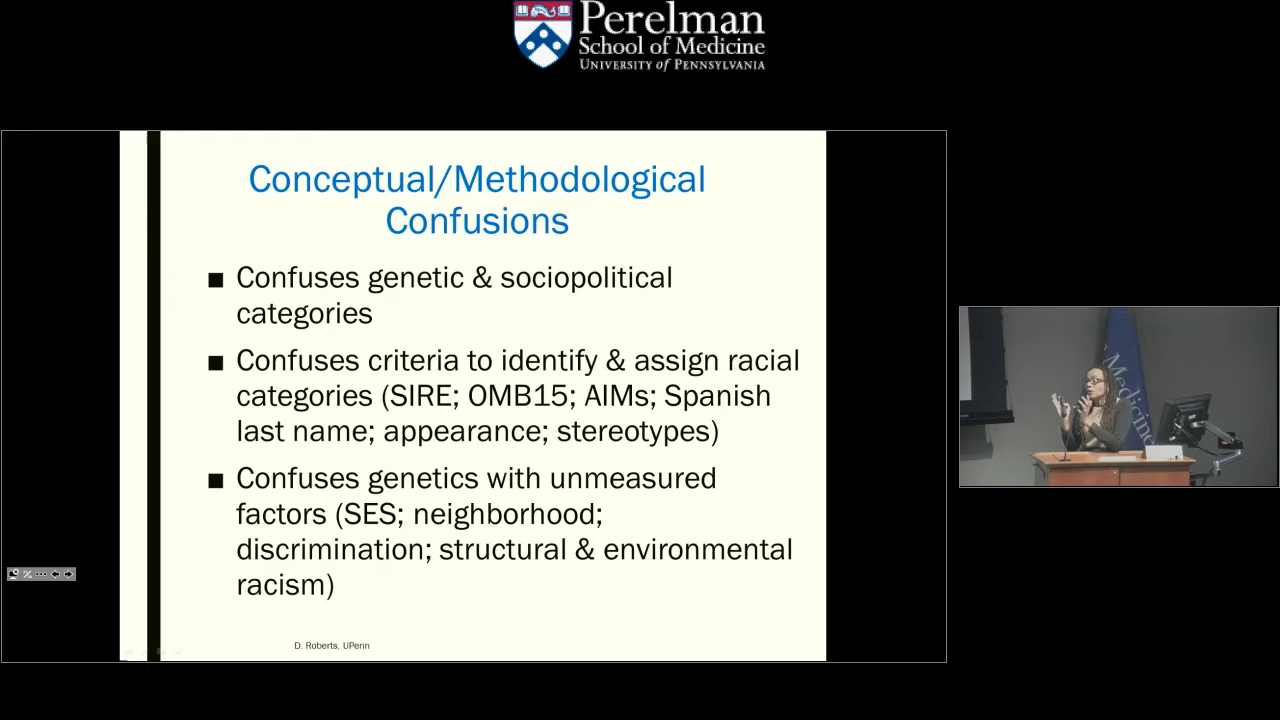 Perelman
School of Medicine
UNIVERSITY of PENNSYLVANIA
Conceptual/Methodological
Confusions
■ Confuses genetic & sociopolitical
categories
■ Confuses criteria to identify & assign racial
categories (SIRE; OMB15; AIMs; Spanish
last name; appearance; stereotypes)
■ Confuses genetics with unmeasured
factors (SES; neighborhood;
discrimination; structural & environmental
racism)
D. Roberts, UPenn
Medicine